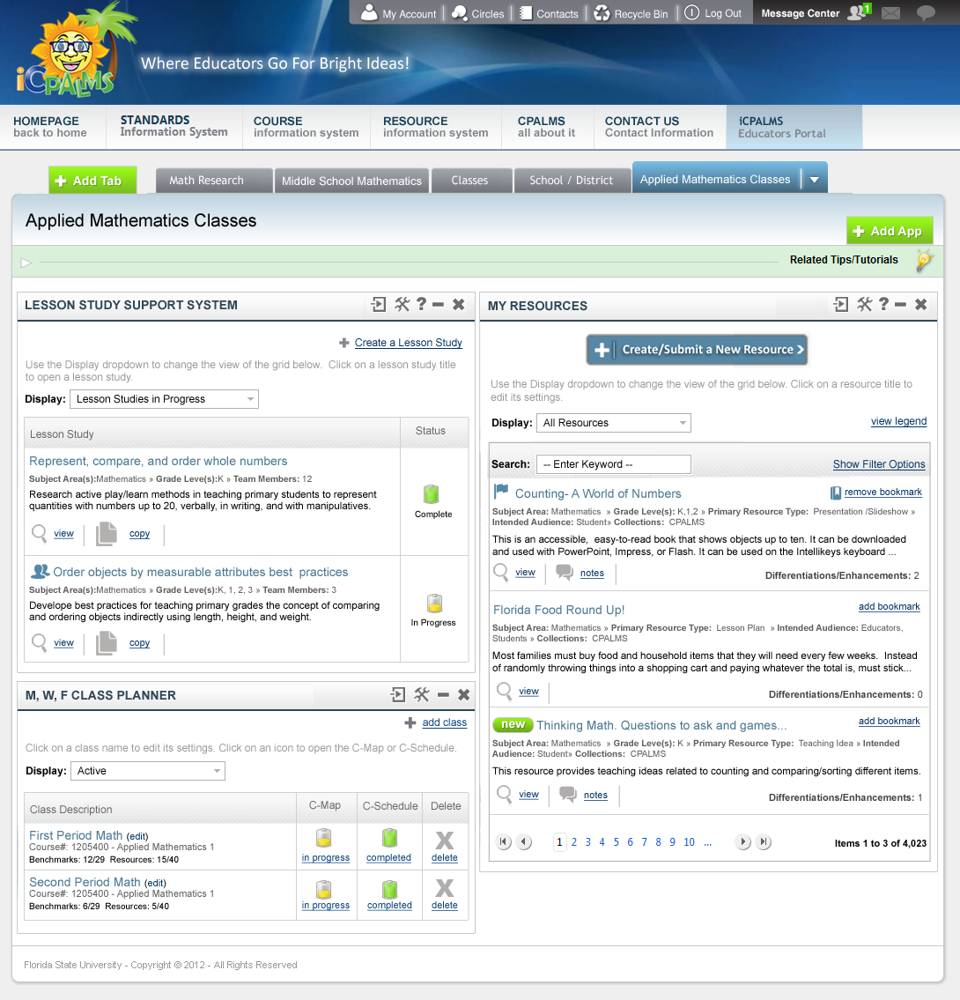 My Account
Circles
Contacts
Recycle Bin
Log Out
Message Center
1
iCPALMS
Where Educators Go For Bright Ideas!
HOMEPAGE
back to home
STANDARDS
Information System
COURSE
information system
RESOURCE
information system
CPALMS
all about it
CONTACT US
Contact Information
iCPALMS
Educators Portal
Add Tab
Math Research
Middle School Mathematics
Classes
School / District
Applied Mathematics Classes
Applied Mathematics Classes
Add App
Related Tips/Tutorials
LESSON STUDY SUPPORT SYSTEM
Create a Lesson Study
Use the Display dropdown to change the view of the grid below. Click on a lesson study title
to open a lesson study.
Display: Lesson Studies in Progress
Lesson Study
Status
Represent, compare, and order whole numbers
Subject Area(s):Mathematics » Grade Leve(s):K » Team Members: 12
Research active play/learn methods in teaching primary students to represent
quantities with numbers up to 20, verbally, in writing, and with manipulatives.
view
copy
Complete
Order objects by measurable attributes best practices
Subject Area(s):Mathematics » Grade Leve(s):K, 1, 2, 3 » Team Members: 3
Develope best practices for teaching primary grades the concept of comparing
and ordering objects indirectly using length, height, and weight.
view
copy
In Progress
M, W, F CLASS PLANNER
add class
Click on a class name to edit its settings. Click on an icon to open the C-Map or C-Schedule.
Display: Active
Class Description
C-Map
C-Schedule
Delete
First Period Math (edit)
Course#: 1205400 - Applied Mathematics 1
Benchmarks: 12/29 Resources: 15/40
in progress
completed
delete
Second Period Math (edit)
Course#: 1205400 - Applied Mathematics 1
Benchmarks: 6/29 Resources: 5/40
in progress
completed
delete
MY RESOURCES
Create/Submit a New Resource
Use the Display dropdown to change the view of the grid below. Click on a resource title to
edit its settings.
Display: All Resources
view legend
Search: -- Enter Keyword --
Show Filter Options
Counting- A World of Numbers
remove bookmark
Subject Area: Mathematics » Grade Leve(s): K,1,2 » Primary Resource Type: Presentation /Slideshow »
Intended Audience: Student» Collections: CPALMS
This is an accessible, easy-to-read book that shows objects up to ten. It can be downloaded
and used with PowerPoint, Impress, or Flash. It can be used on the Intellikeys keyboard ...
view
notes
Differentiations/Enhancements: 2
Florida Food Round Up!
add bookmark
Subject Area: Mathematics » Primary Resource Type: Lesson Plan » Intended Audience: Educators,
Students » Collections: CPALMS
Most families must buy food and household items that they will need every few weeks. Instead
of randomly throwing things into a shopping cart and paying whatever the total is, must stick...
view
Differentiations/Enhancements: 0
new
Thinking Math. Questions to ask and games...
add bookmark
Subject Area: Mathematics » Grade Leve(s): K » Primary Resource Type: Teaching Idea » Intended
Audience: Student» Collections: CPALMS
This resource provides teaching ideas related to counting and comparing/sorting different items.
view
notes
Differentiations/Enhancements: 1
1 2 3 4 5 6 7 8 9 10 ...
Items 1 to 3 of 4,023
Florida State University - Copyright © 2012 - All Rights Reserved